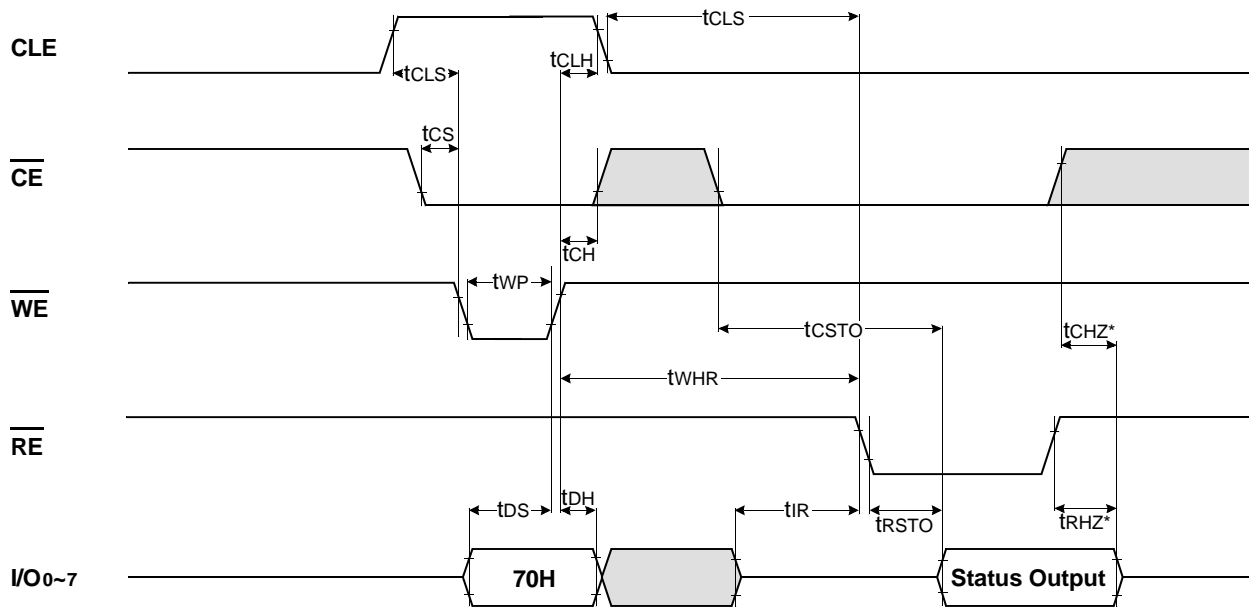 tCLS
CLE
tCLS
tCLH
tCS
CE
tCH
tWP
WE
tCSTO
tCHZ*
tWHR
RE
tDS
tDH
tIR
tRSTO
tRHZ*
I/O0~7
70H
Status Output